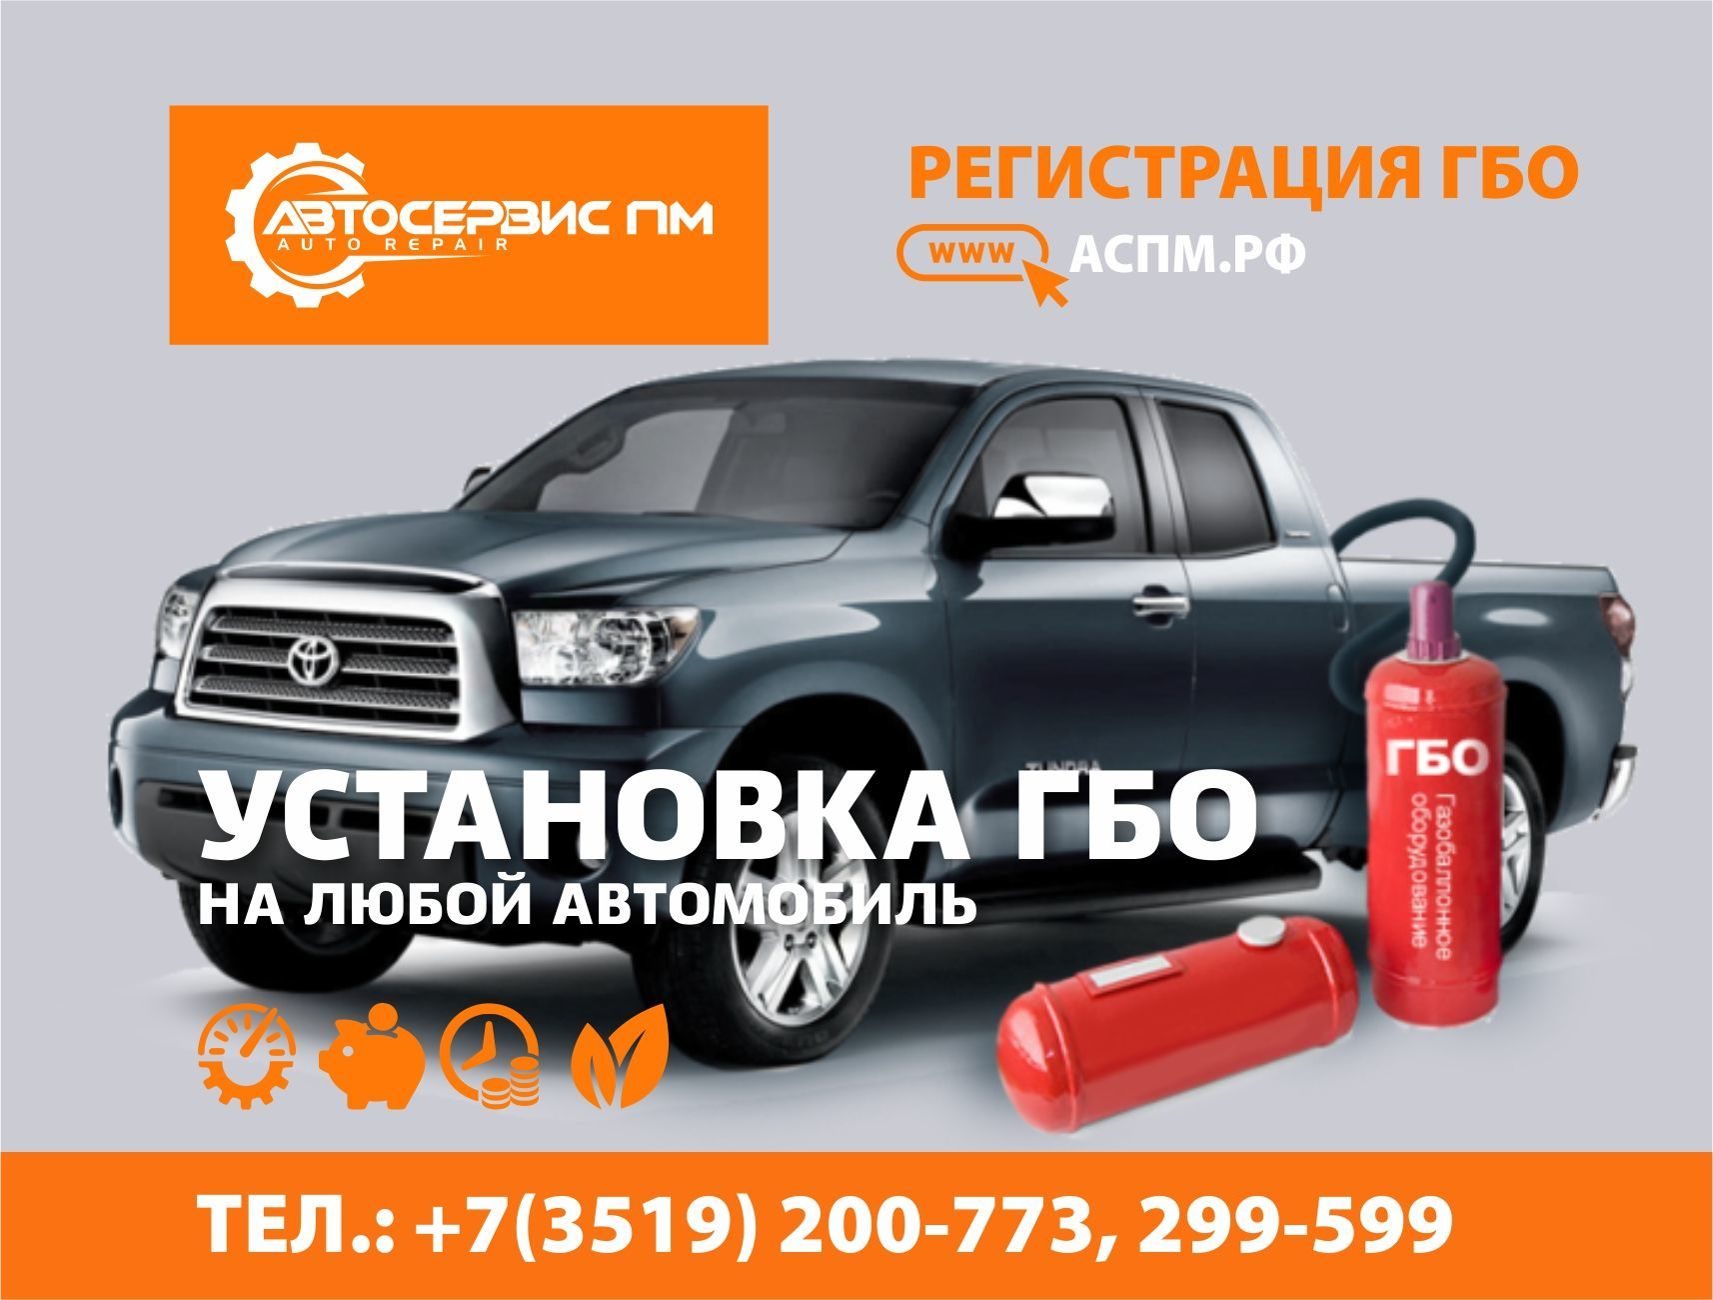 АВТОСЕРВИС ПМ
AUTO REPAIR
РЕГИСТРАЦИЯ ГБО
www АСПМ.РФ
TUNDRA
УСТАНОВКА ГБО
НА ЛЮБОЙ АВТОМОБИЛЬ
ГБО
Газобаллонное
оборудование
ТЕЛ.: +7(3519) 200-773, 299-599